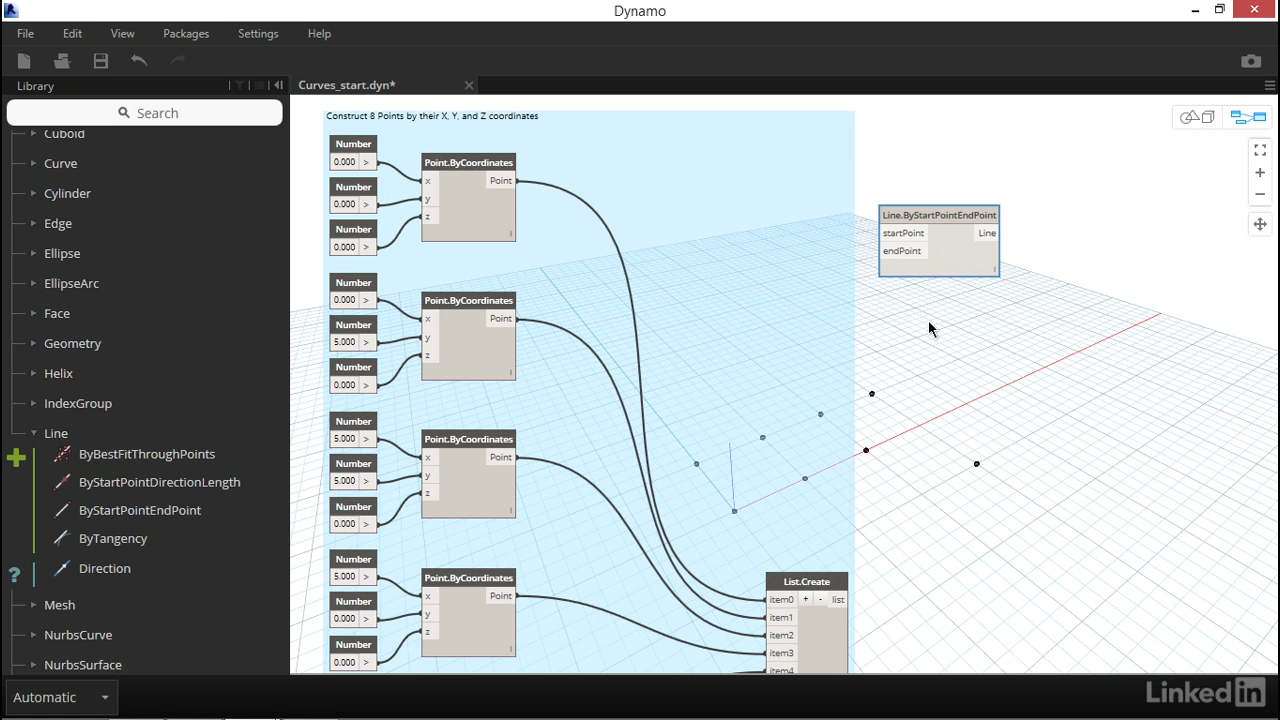 Dynamo
File Edit View Packages Settings Help
Library
Curves_start.dyn*
Search
Cuboid
Curve
Cylinder
Edge
Ellipse
EllipseArc
Face
Geometry
Helix
IndexGroup
Line
ByBestFitThroughPoints
ByStartPointDirectionLength
ByStartPointEndPoint
ByTangency
Direction
Mesh
NurbsCurve
NurbsSurface
Automatic
Construct 8 Points by their X, Y, and Z coordinates
Number
0.000 >
Number
0.000 >
Number
0.000 >
Point.ByCoordinates
x Point
y
z
Number
0.000 >
Number
5.000 >
Number
0.000 >
Point.ByCoordinates
x Point
y
z
Number
5.000 >
Number
5.000 >
Number
0.000 >
Point.ByCoordinates
x Point
y
z
Number
5.000 >
Number
0.000 >
Number
0.000 >
Point.ByCoordinates
x Point
y
z
Line.ByStartPointEndPoint
startPoint Line
endPoint
List.Create
item0 + - list
item1
item2
item3
item4
LinkedIn